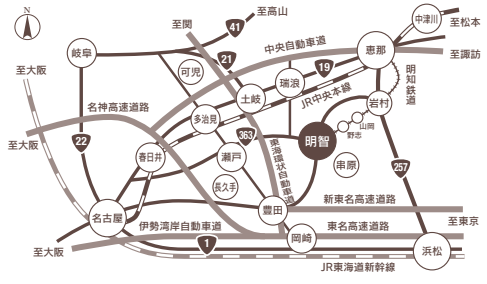 N
至関
41
至高山
中津川
至松本
岐阜
21
中央自動車道
恵那
至諏訪
至大阪
可児
19
瑞浪
明知鉄道
土岐
JR中央本線
岩村
名神高速道路
多治見
山岡
野志
363
明智
至大阪
22
東海環状自動車道
春日井
瀬戸
串原
257
長久手
新東名高速道路
名古屋
豊田
至東京
伊勢湾岸自動車道
東名高速道路
1
岡崎
浜松
至大阪
JR東海道新幹線